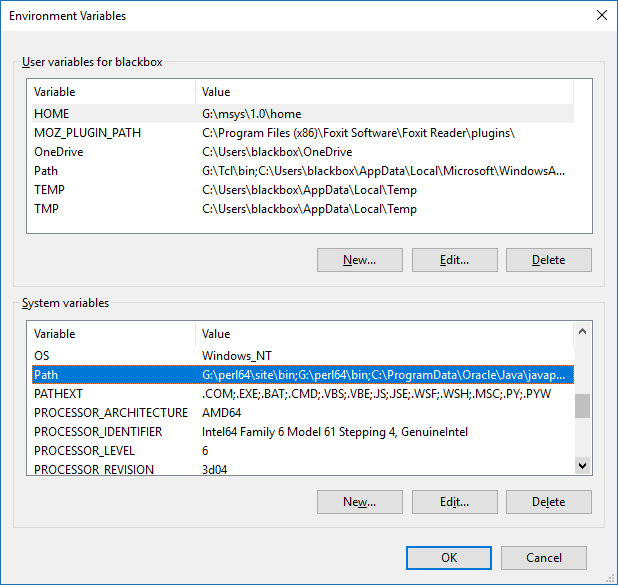 Environment Variables
User variables for blackbox
Variable Value
HOME G:\msys\1.0\home
MOZ_PLUGIN_PATH C:\Program Files (x86)\Foxit Software\Foxit Reader\plugins\
OneDrive C:\Users\blackbox\OneDrive
Path G:\Tcl\bin;C:\Users\blackbox\AppData\Local\Microsoft\WindowsA...
TEMP C:\Users\blackbox\AppData\Local\Temp
TMP C:\Users\blackbox\AppData\Local\Temp
New... Edit... Delete
System variables
Variable Value
OS Windows_NT
Path G:\perl64\site\bin;G:\perl64\bin;C:\ProgramData\Oracle\Java\javap...
PATHEXT .COM;.EXE;.BAT;.CMD;.VBS;.VBE;.JS;.JSE;.WSF;.WSH;.MSC;.PY;.PYW
PROCESSOR_ARCHITECTURE AMD64
PROCESSOR_IDENTIFIER Intel64 Family 6 Model 61 Stepping 4, GenuineIntel
PROCESSOR_LEVEL 6
PROCESSOR_REVISION 3d04
New... Edit... Delete
OK Cancel